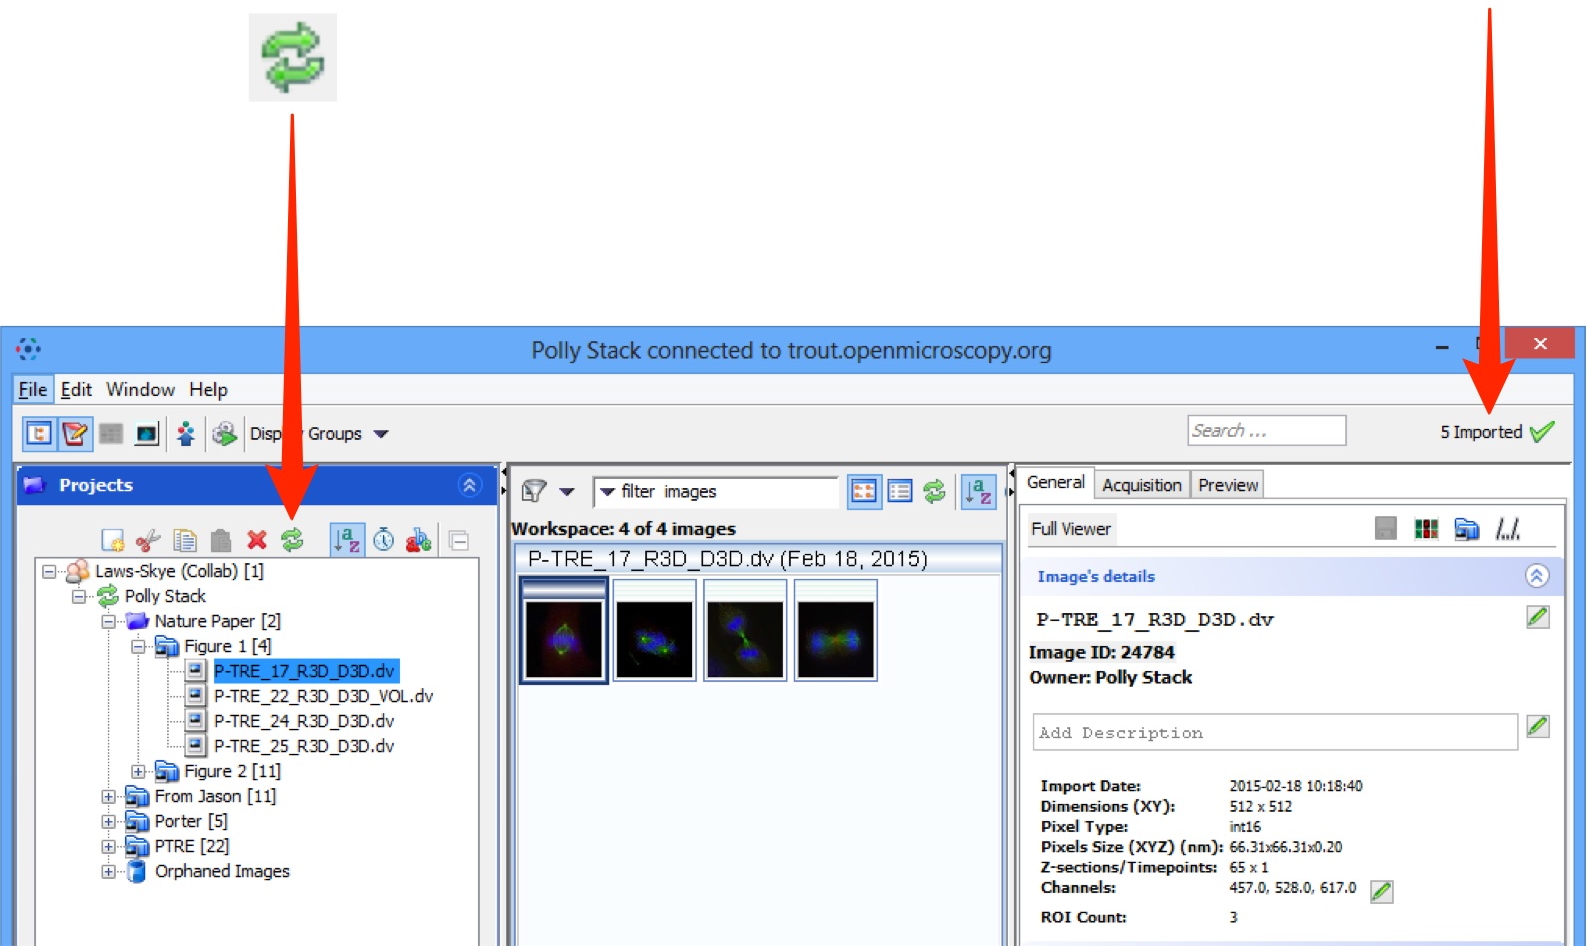 Polly Stack connected to trout.openmicroscopy.org
File Edit Window Help
Display Groups
Search ...
5 Imported
Projects
Laws-Skye (Collab) [1]
Polly Stack
Nature Paper [2]
Figure 1 [4]
P-TRE_17_R3D_D3D.dv
P-TRE_22_R3D_D3D_VOL.dv
P-TRE_24_R3D_D3D.dv
P-TRE_25_R3D_D3D.dv
Figure 2 [11]
From Jason [11]
Porter [5]
PTRE [22]
Orphaned Images
filter images
Workspace: 4 of 4 images
P-TRE_17_R3D_D3D.dv (Feb 18, 2015)
General Acquisition Preview
Full Viewer
Image's details
P-TRE_17_R3D_D3D.dv
Image ID: 24784
Owner: Polly Stack
Add Description
Import Date: 2015-02-18 10:18:40
Dimensions (XY): 512 x 512
Pixel Type: int16
Pixels Size (XYZ) (nm): 66.31x66.31x0.20
Z-sections/Timepoints: 65 x 1
Channels: 457.0, 528.0, 617.0
ROI Count: 3